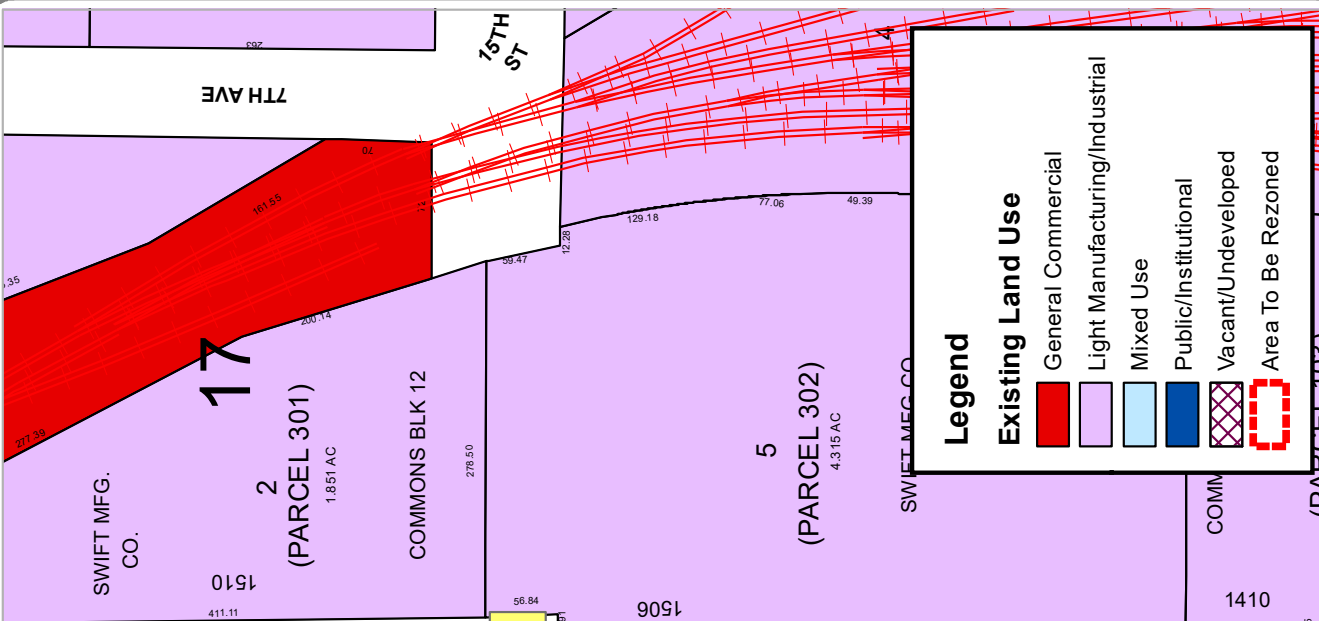 263
7TH AVE
15TH
ST
70
161.55
.35
200.14
277.39
17
12.28
59.47
129.18
77.06
49.39
4
SWIFT MFG.
CO.
2
(PARCEL 301)
1.851 AC
COMMONS BLK 12
278.50
1510
411.11
56.84
5
(PARCEL 302)
4.315 AC
SWIFT MFG CO
1506
COMM
1410
Legend
Existing Land Use
General Commercial
Light Manufacturing/Industrial
Mixed Use
Public/Institutional
Vacant/Undeveloped
Area To Be Rezoned